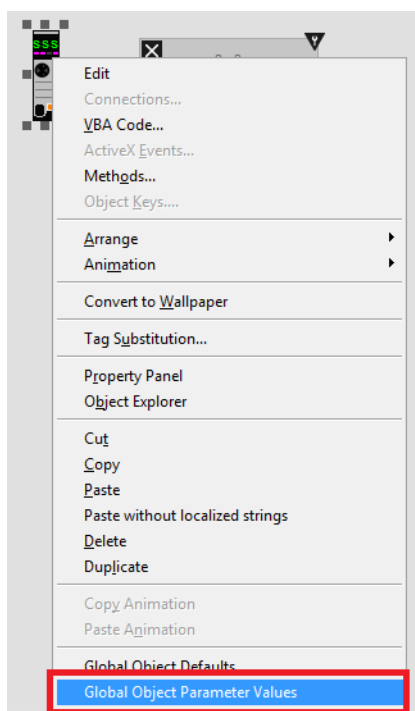 SSS
Edit
Connections...
VBA Code...
ActiveX Events...
Methods...
Object Keys....
Arrange
Animation
Convert to Wallpaper
Tag Substitution...
Property Panel
Object Explorer
Cut
Copy
Paste
Paste without localized strings
Delete
Duplicate
Copy Animation
Paste Animation
Global Object Defaults
Global Object Parameter Values